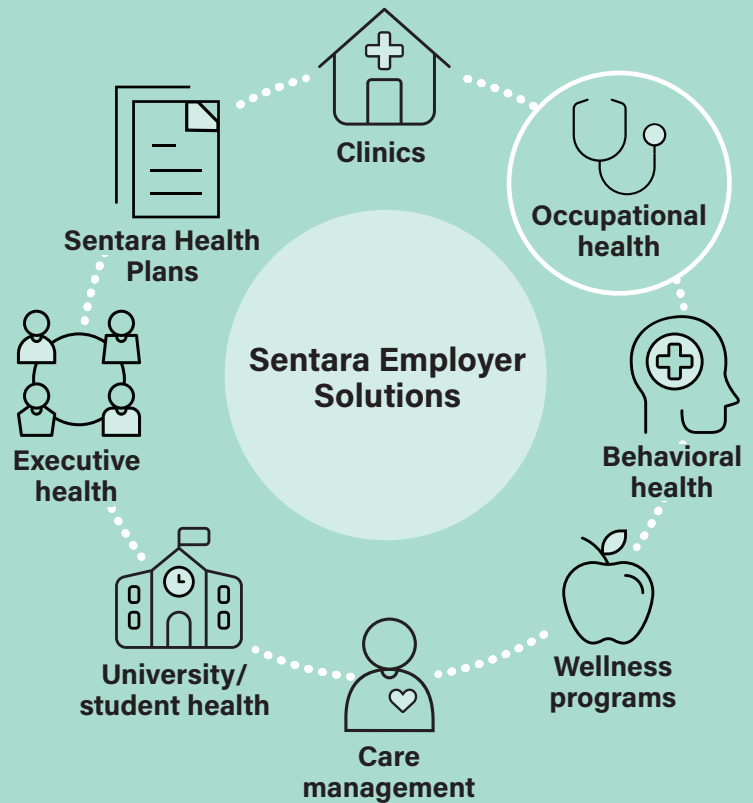 Clinics
Occupational
health
Sentara Health
Plans
Sentara Employer
Solutions
Executive
health
Behavioral
health
University/
student health
Wellness
programs
Care
management